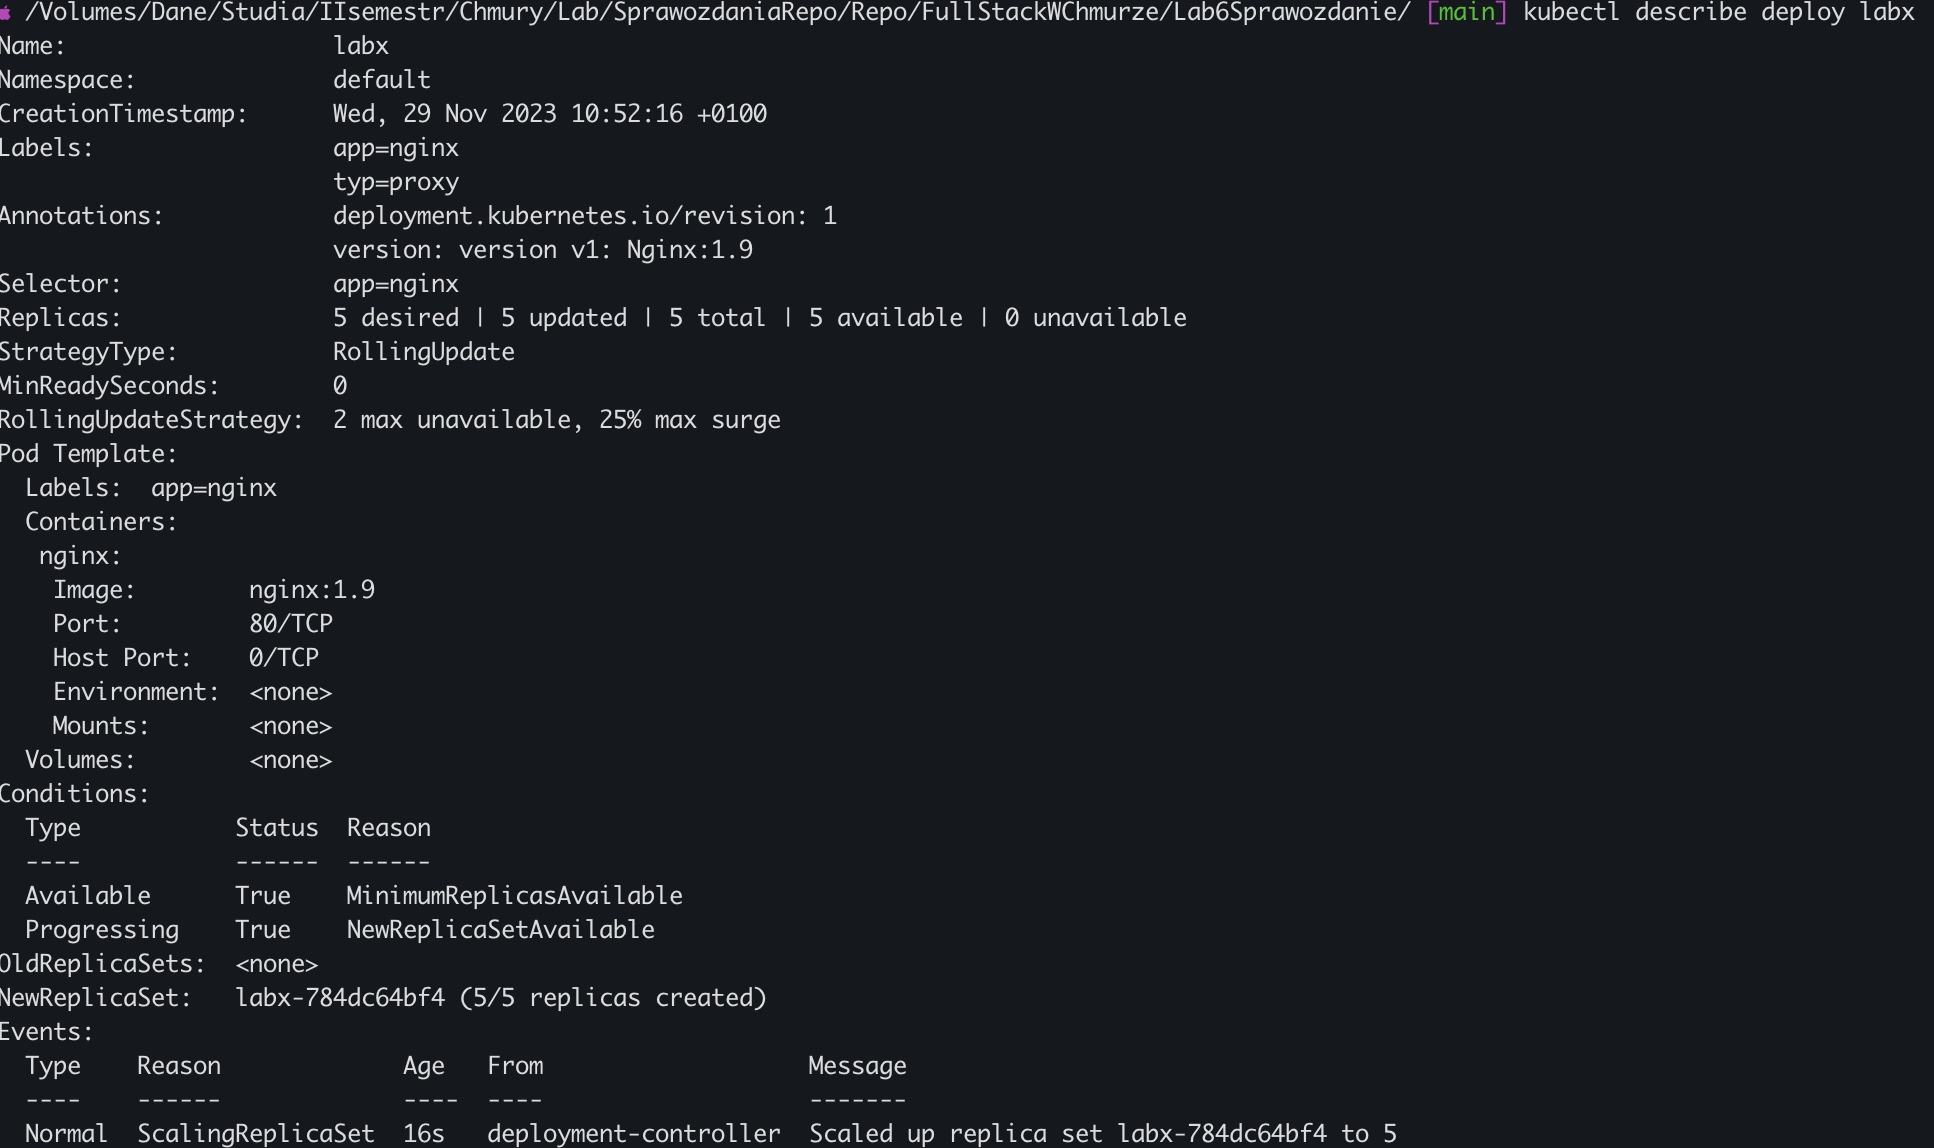 /Volumes/Dane/Studia/IIsemestr/Chmury/Lab/SprawozdaniaRepo/Repo/FullStackWChmurze/Lab6Sprawozdanie/ [main] kubectl describe deploy labx
Name:                   labx
Namespace:              default
CreationTimestamp:      Wed, 29 Nov 2023 10:52:16 +0100
Labels:                 app=nginx
                        typ=proxy
Annotations:            deployment.kubernetes.io/revision: 1
                        version: version v1: Nginx:1.9
Selector:               app=nginx
Replicas:               5 desired | 5 updated | 5 total | 5 available | 0 unavailable
StrategyType:           RollingUpdate
MinReadySeconds:        0
RollingUpdateStrategy:  2 max unavailable, 25% max surge
Pod Template:
  Labels:  app=nginx
  Containers:
   nginx:
    Image:        nginx:1.9
    Port:         80/TCP
    Host Port:    0/TCP
    Environment:  <none>
    Mounts:       <none>
  Volumes:        <none>
Conditions:
  Type           Status  Reason
  ----           ------  ------
  Available      True    MinimumReplicasAvailable
  Progressing    True    NewReplicaSetAvailable
OldReplicaSets:  <none>
NewReplicaSet:   labx-784dc64bf4 (5/5 replicas created)
Events:
  Type    Reason             Age   From                   Message
  ----    ------             ----  ----                   -------
  Normal  ScalingReplicaSet  16s   deployment-controller  Scaled up replica set labx-784dc64bf4 to 5